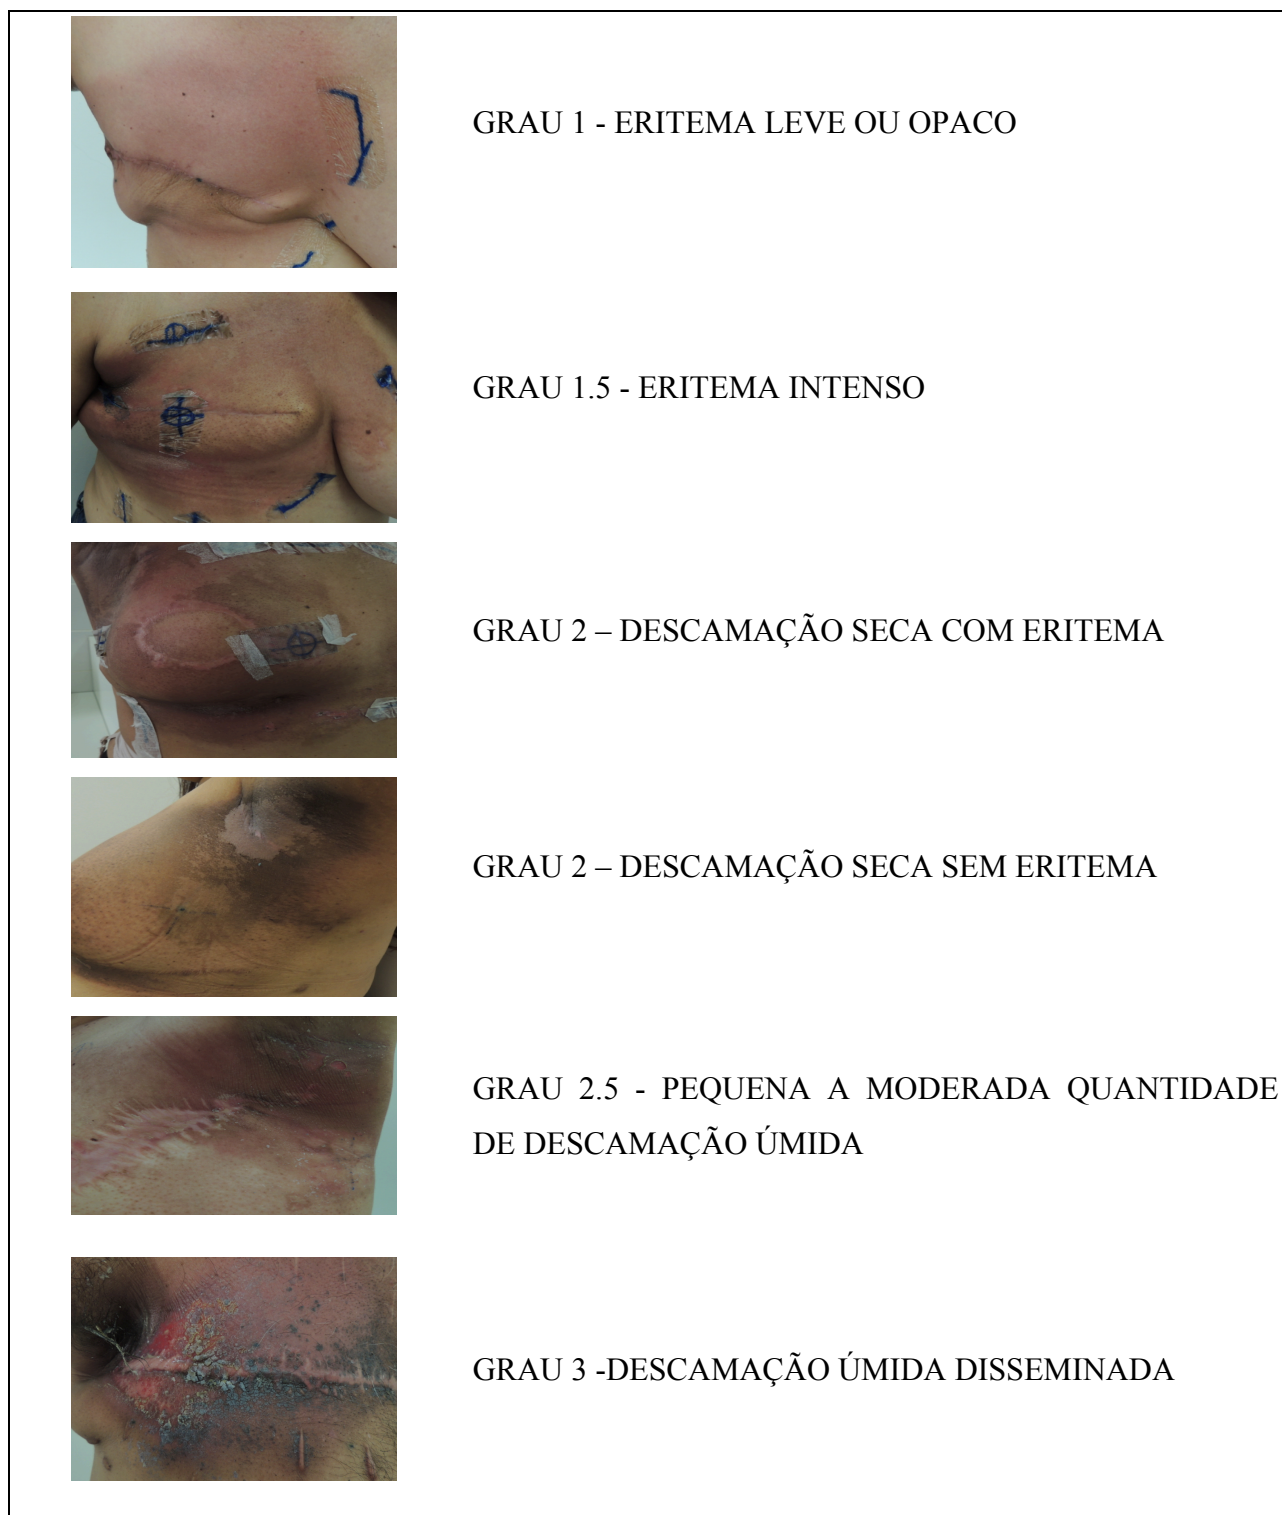 GRAU 1 - ERITEMA LEVE OU OPACO
GRAU 1.5 - ERITEMA INTENSO
GRAU 2 – DESCAMAÇÃO SECA COM ERITEMA
GRAU 2 – DESCAMAÇÃO SECA SEM ERITEMA
GRAU 2.5 - PEQUENA A MODERADA QUANTIDADE
DE DESCAMAÇÃO ÚMIDA
GRAU 3 -DESCAMAÇÃO ÚMIDA DISSEMINADA